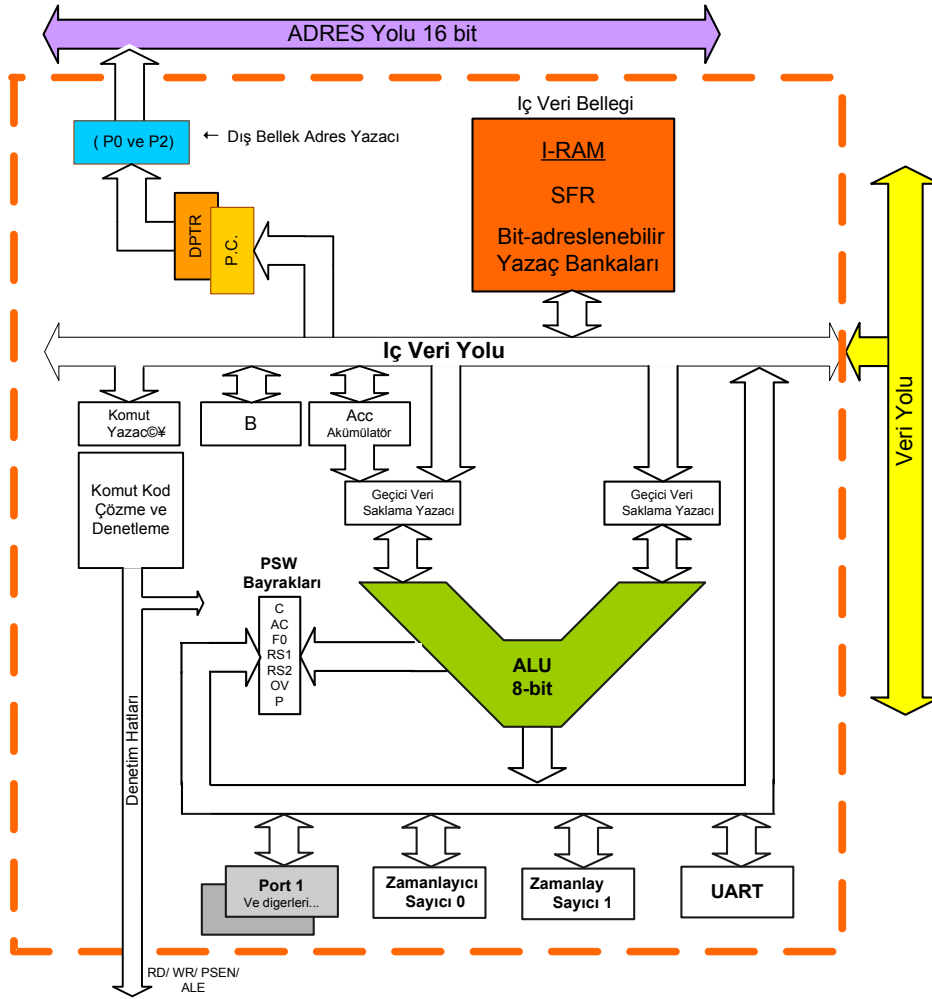 ADRES Yolu 16 bit
Iç Veri Bellegi
( P0 ve P2)
← Dış Bellek Adres Yazacı
I-RAM
SFR
Bit-adreslenebilir
Yazaç Bankaları
DPTR
P.C.
Iç Veri Yolu
Veri Yolu
Komut
Yazac©¥
B
Acc
Akümülatör
Komut Kod
Çözme ve
Denetleme
Geçici Veri
Saklama Yazacı
Geçici Veri
Saklama Yazacı
PSW
Bayrakları
C
AC
F0
RS1
RS2
OV
P
ALU
8-bit
Denetim Hatları
Port 1
Ve digerleri...
Zamanlayıcı
Sayıcı 0
Zamanlay
Sayıcı 1
UART
RD/ WR/ PSEN/
ALE